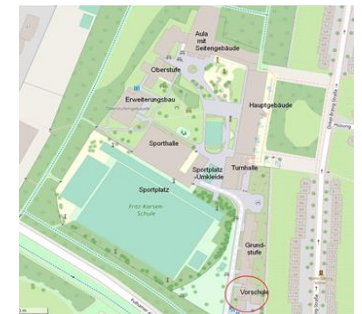 Aula
mit
Seitengebäude
Oberstufe
Erweiterungsbau
Hauptgebäude
Sporthalle
Sportplatz
-Umkleide
Turnhalle
Sportplatz
Fritz-Karsen-
Schule
Grund-
stufe
Vorschule